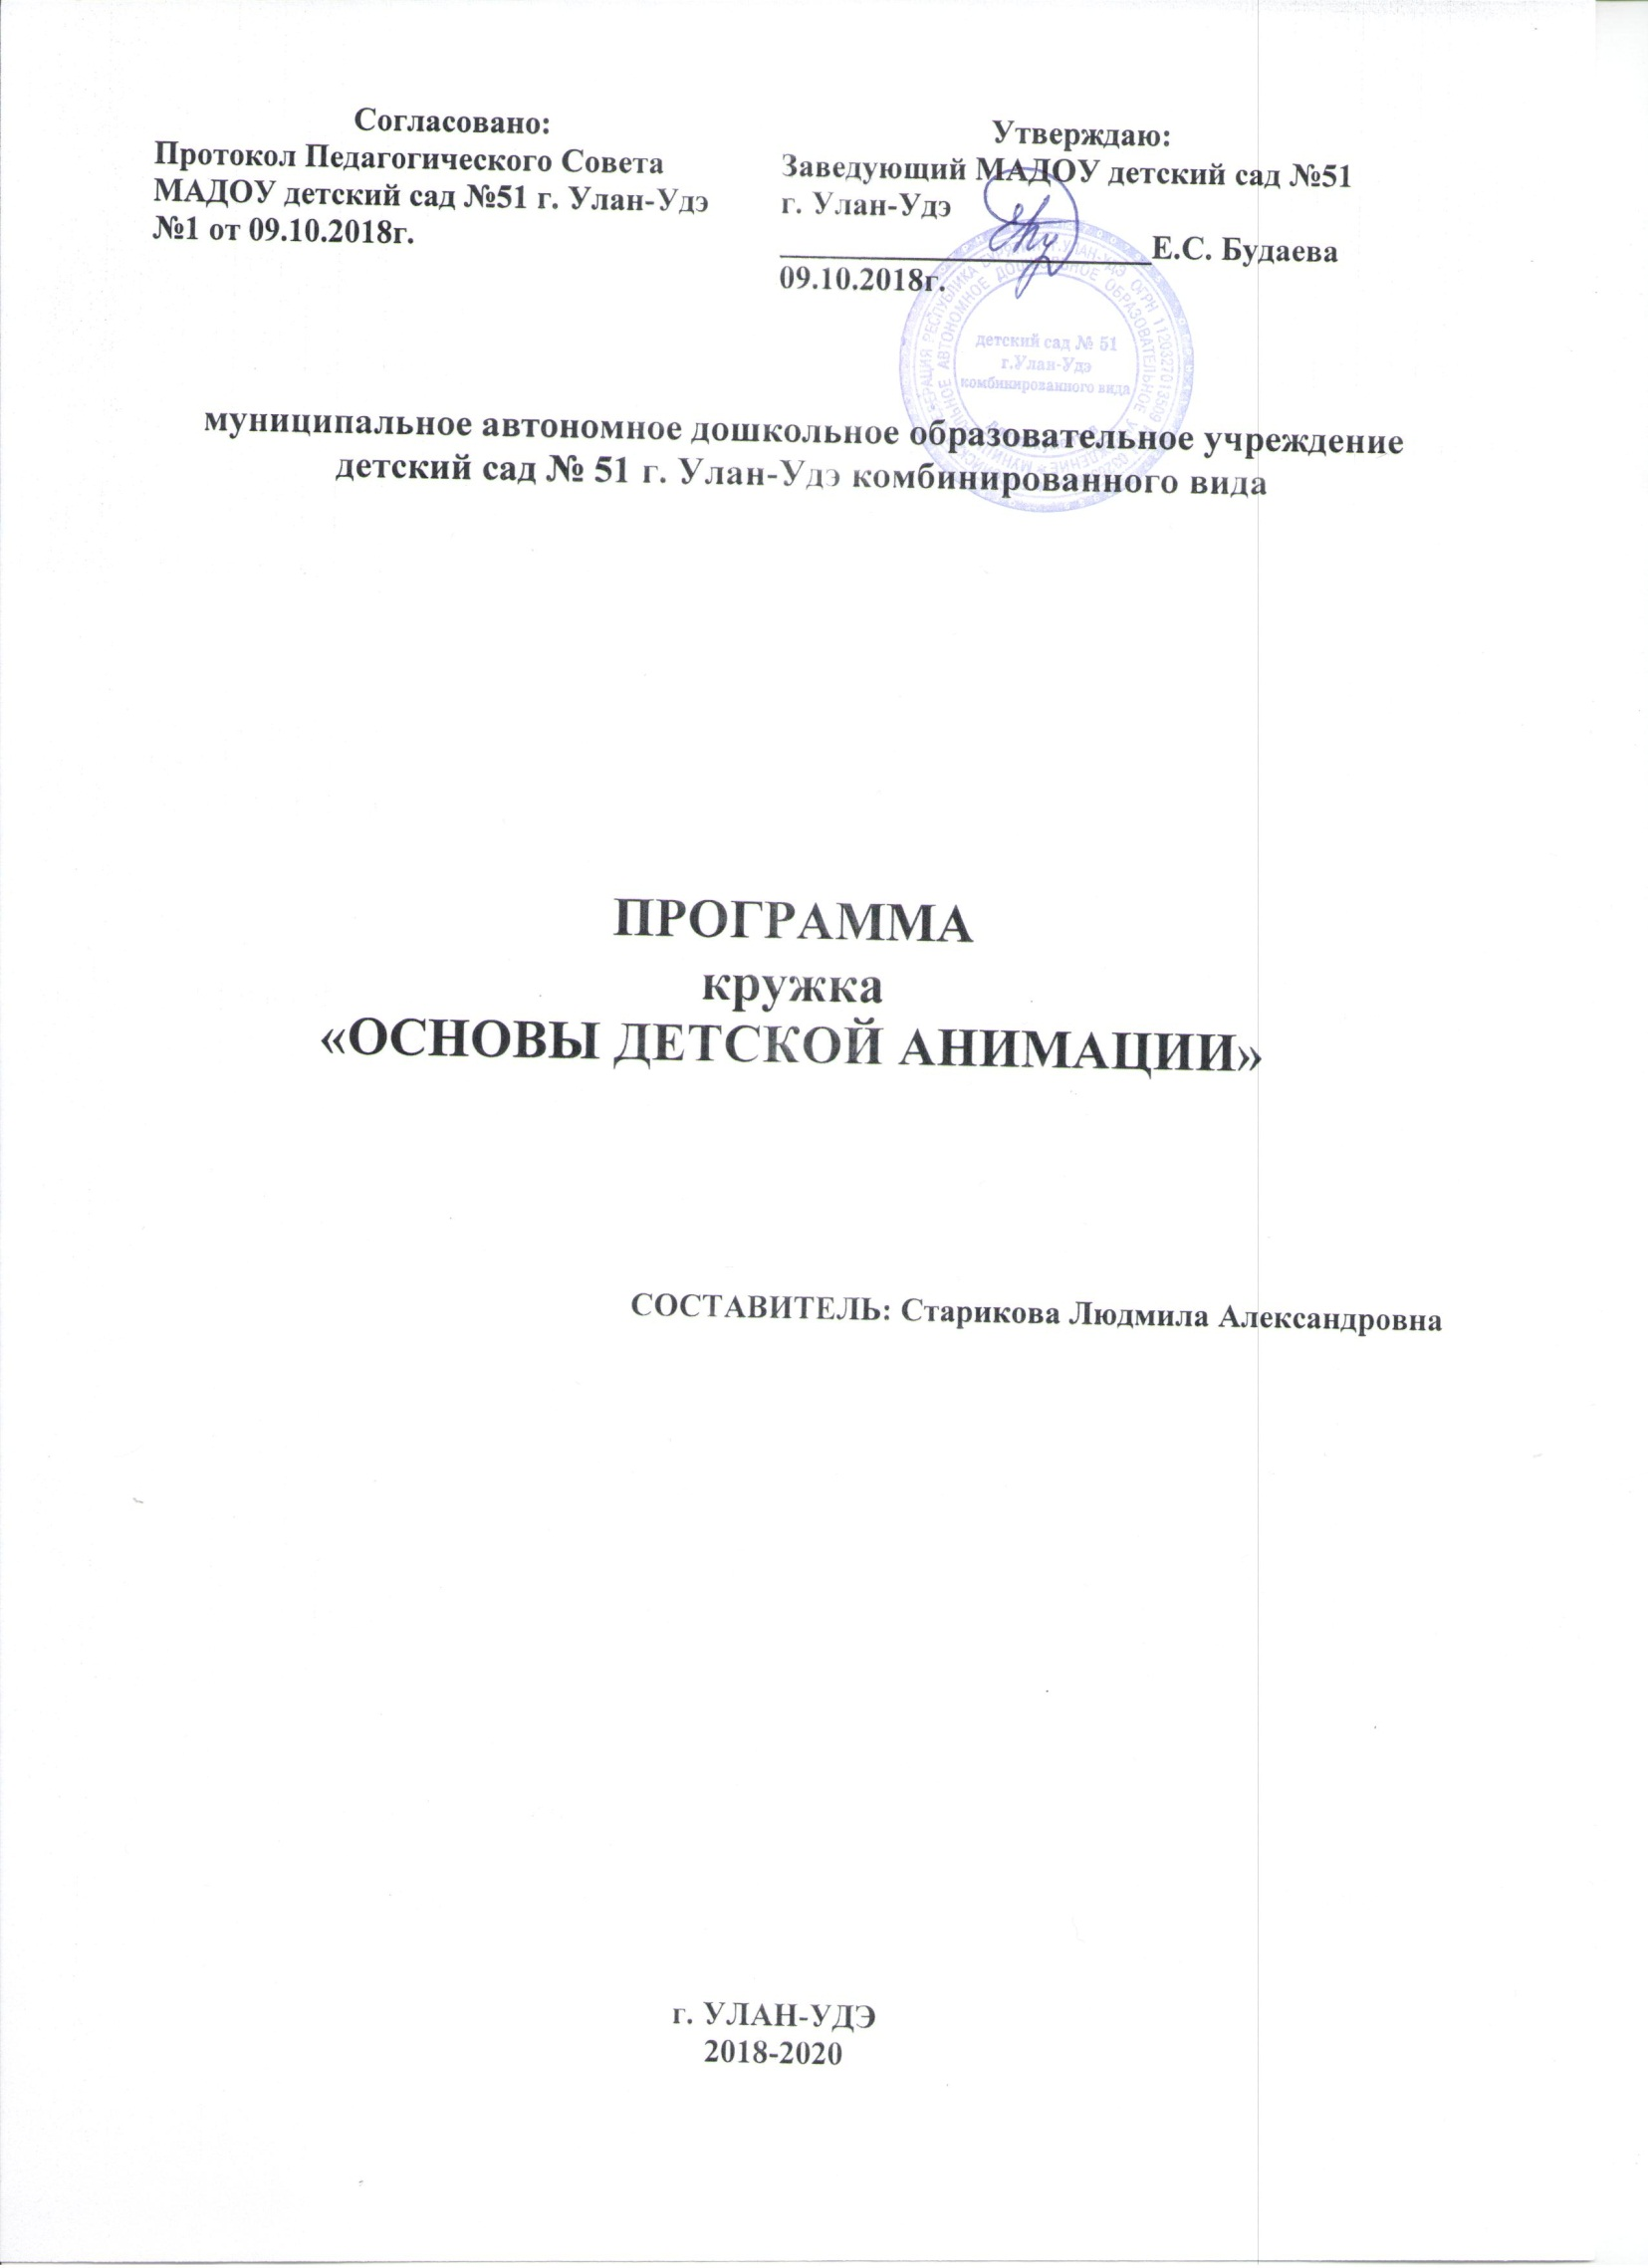 Согласовано:
Протокол Педагогического Совета
МАДОУ детский сад №51 г. Улан-Удэ
№1 от 09.10.2018г.
Утверждаю:
Заведующий МАДОУ детский сад №51
г. Улан-Удэ
______________________Е.С. Будаева
09.10.2018г.
детский сад № 51
г.Улан-Удэ
комбинированного вида
муниципальное автономное дошкольное образовательное учреждение
детский сад № 51 г. Улан-Удэ комбинированного вида
ПРОГРАММА
кружка
«ОСНОВЫ ДЕТСКОЙ АНИМАЦИИ»
СОСТАВИТЕЛЬ: Старикова Людмила Александровна
г. УЛАН-УДЭ
2018-2020